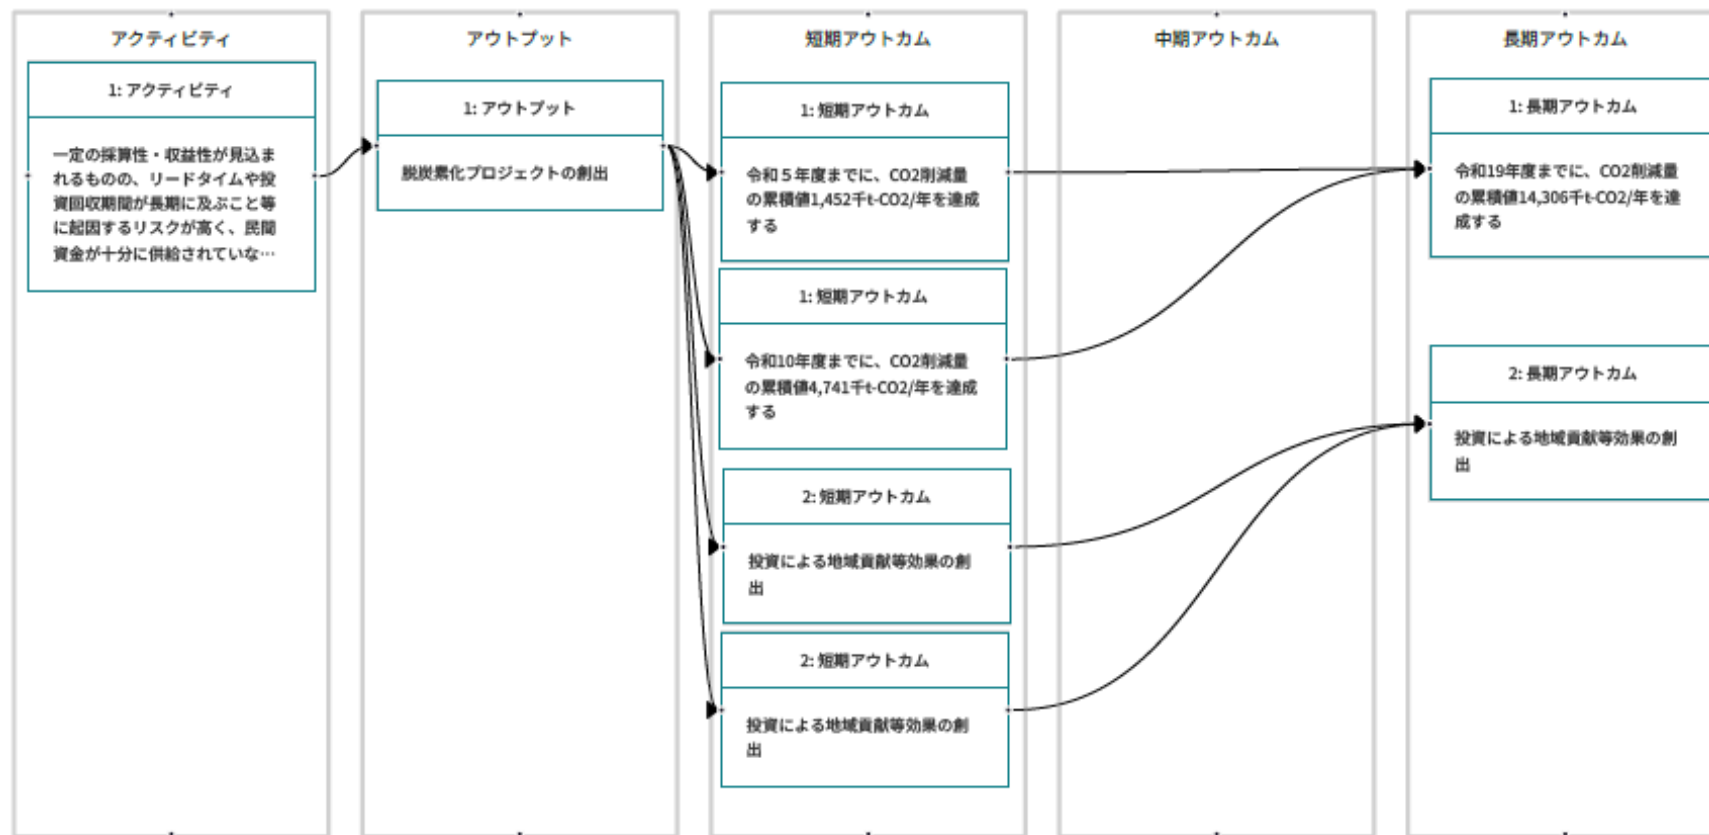 アクティビティ
1: アクティビティ
一定の採算性・収益性が見込ま
れるものの、リードタイムや投
資回収期間が長期に及ぶこと等
に起因するリスクが高く、民間
資金が十分に供給されていな…
アウトプット
1: アウトプット
脱炭素化プロジェクトの創出
短期アウトカム
1: 短期アウトカム
令和５年度までに、CO2削減量
の累積値1,452千t-CO2/年を達成
する
1: 短期アウトカム
令和10年度までに、CO2削減量
の累積値4,741千t-CO2/年を達成
する
2: 短期アウトカム
投資による地域貢献等効果の創
出
2: 短期アウトカム
投資による地域貢献等効果の創
出
中期アウトカム
長期アウトカム
1: 長期アウトカム
令和19年度までに、CO2削減量
の累積値14,306千t-CO2/年を達
成する
2: 長期アウトカム
投資による地域貢献等効果の創
出